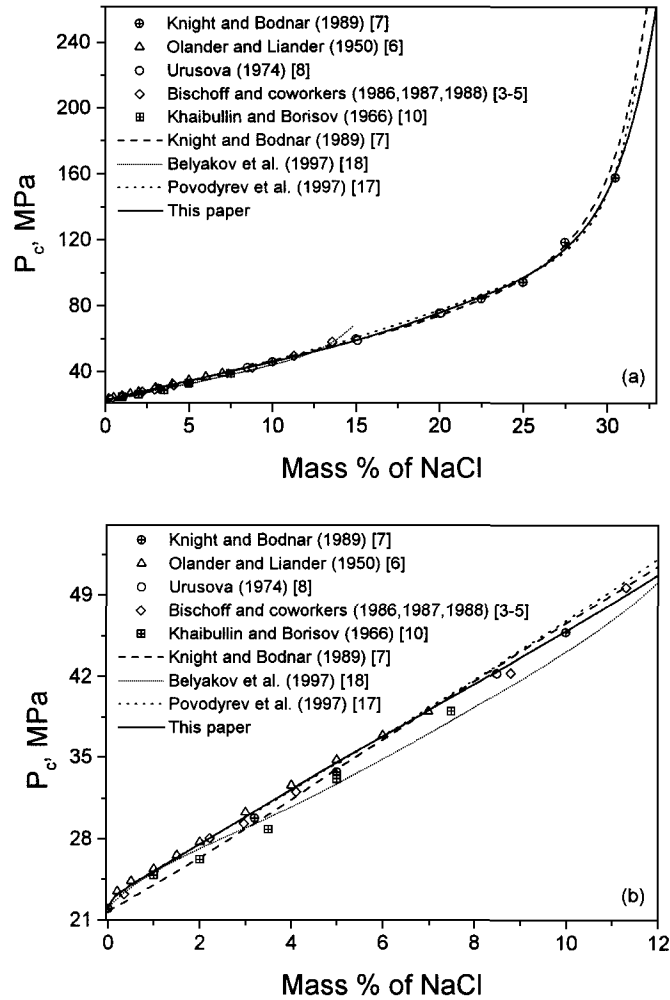 Knight and Bodnar (1989) [7]
Olander and Liander (1950) [6]
Urusova (1974) [8]
Bischoff and coworkers (1986,1987,1988) [3-5]
Khaibullin and Borisov (1966) [10]
Knight and Bodnar (1989) [7]
Belyakov et al. (1997) [18]
Povodyrev et al. (1997) [17]
This paper
240
200
160
120
80
40
P_c, MPa
(a)
0 5 10 15 20 25 30
Mass % of NaCl
Knight and Bodnar (1989) [7]
Olander and Liander (1950) [6]
Urusova (1974) [8]
Bischoff and coworkers (1986,1987,1988) [3-5]
Khaibullin and Borisov (1966) [10]
Knight and Bodnar (1989) [7]
Belyakov et al. (1997) [18]
Povodyrev et al. (1997) [17]
This paper
49
42
35
28
21
P_c, MPa
(b)
0 2 4 6 8 10 12
Mass % of NaCl